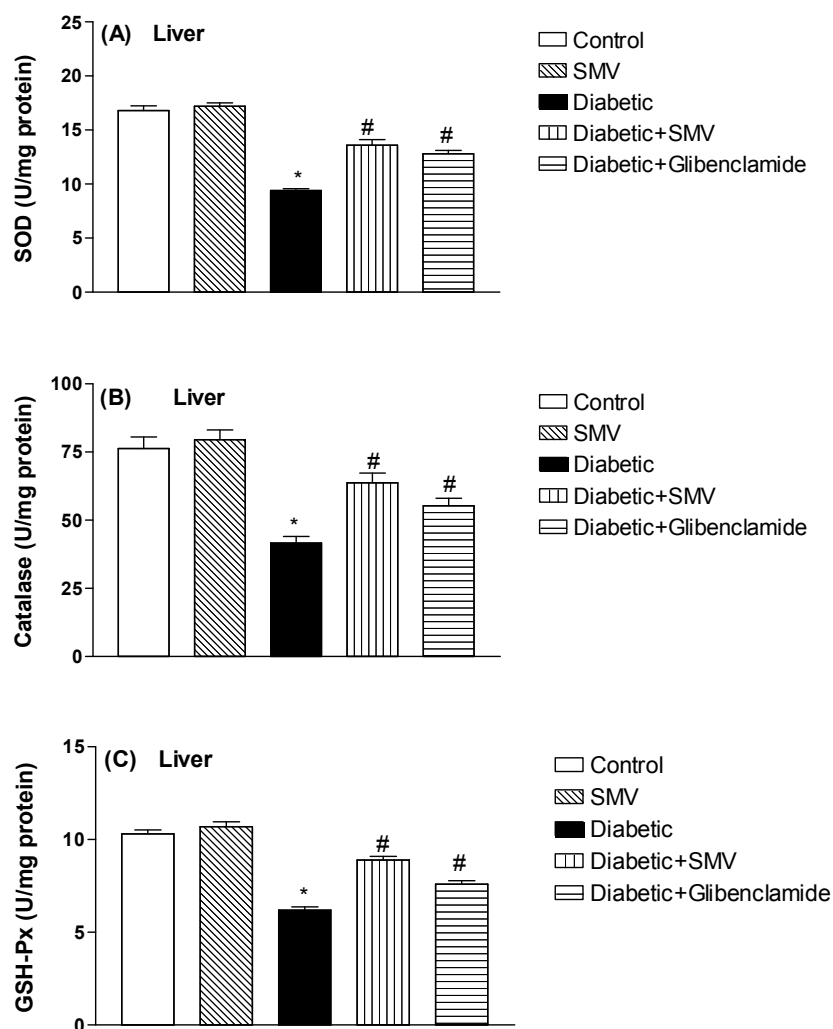 (A) Liver
SOD (U/mg protein)
25
20
15
10
5
0
*
#
#
Control
SMV
Diabetic
Diabetic+SMV
Diabetic+Glibenclamide
(B) Liver
Catalase (U/mg protein)
100
75
50
25
0
*
#
#
Control
SMV
Diabetic
Diabetic+SMV
Diabetic+Glibenclamide
(C) Liver
GSH-Px (U/mg protein)
15
10
5
0
*
#
#
Control
SMV
Diabetic
Diabetic+SMV
Diabetic+Glibenclamide